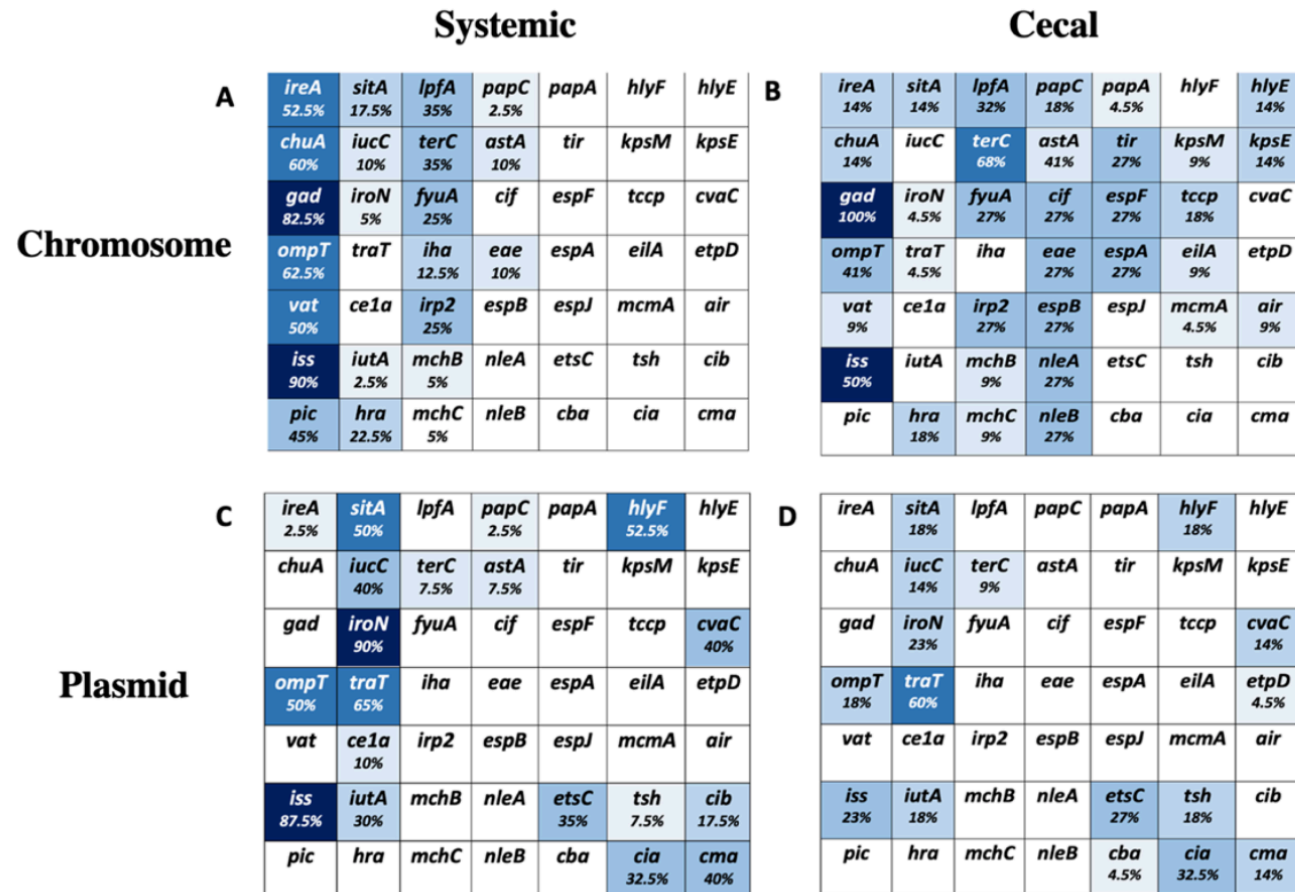 Systemic Cecal
Chromosome
Plasmid
A
ireA sitA lpfA papC papA hlyF hlyE
52.5% 17.5% 35% 2.5%
chuA iucC terC astA tir kpsM kpsE
60% 10% 35% 10%
gad iroN fyuA cif espF tccp cvaC
82.5% 5% 25%
ompT traT iha eae espA eilA etpD
62.5% 12.5% 10%
vat ce1a irp2 espB espJ mcmA air
50% 25%
iss iutA mchB nleA etsC tsh cib
90% 2.5% 5%
pic hra mchC nleB cba cia cma
45% 22.5% 5%
B
ireA sitA lpfA papC papA hlyF hlyE
14% 14% 32% 18% 4.5% 14%
chuA iucC terC astA tir kpsM kpsE
14% 68% 41% 27% 9% 14%
gad iroN fyuA cif espF tccp cvaC
100% 4.5% 27% 27% 27% 18%
ompT traT iha eae espA eilA etpD
41% 4.5% 27% 27% 9%
vat ce1a irp2 espB espJ mcmA air
9% 27% 27% 4.5% 9%
iss iutA mchB nleA etsC tsh cib
50% 9% 27%
pic hra mchC nleB cba cia cma
18% 9% 27%
C
ireA sitA lpfA papC papA hlyF hlyE
2.5% 50% 2.5% 52.5%
chuA iucC terC astA tir kpsM kpsE
40% 7.5% 7.5%
gad iroN fyuA cif espF tccp cvaC
90% 40%
ompT traT iha eae espA eilA etpD
50% 65%
vat ce1a irp2 espB espJ mcmA air
10%
iss iutA mchB nleA etsC tsh cib
87.5% 30% 35% 7.5% 17.5%
pic hra mchC nleB cba cia cma
32.5% 40%
D
ireA sitA lpfA papC papA hlyF hlyE
18% 18%
chuA iucC terC astA tir kpsM kpsE
14% 9%
gad iroN fyuA cif espF tccp cvaC
23% 14%
ompT traT iha eae espA eilA etpD
18% 60% 4.5%
vat ce1a irp2 espB espJ mcmA air
iss iutA mchB nleA etsC tsh cib
23% 18% 27% 18%
pic hra mchC nleB cba cia cma
4.5% 32.5% 14%